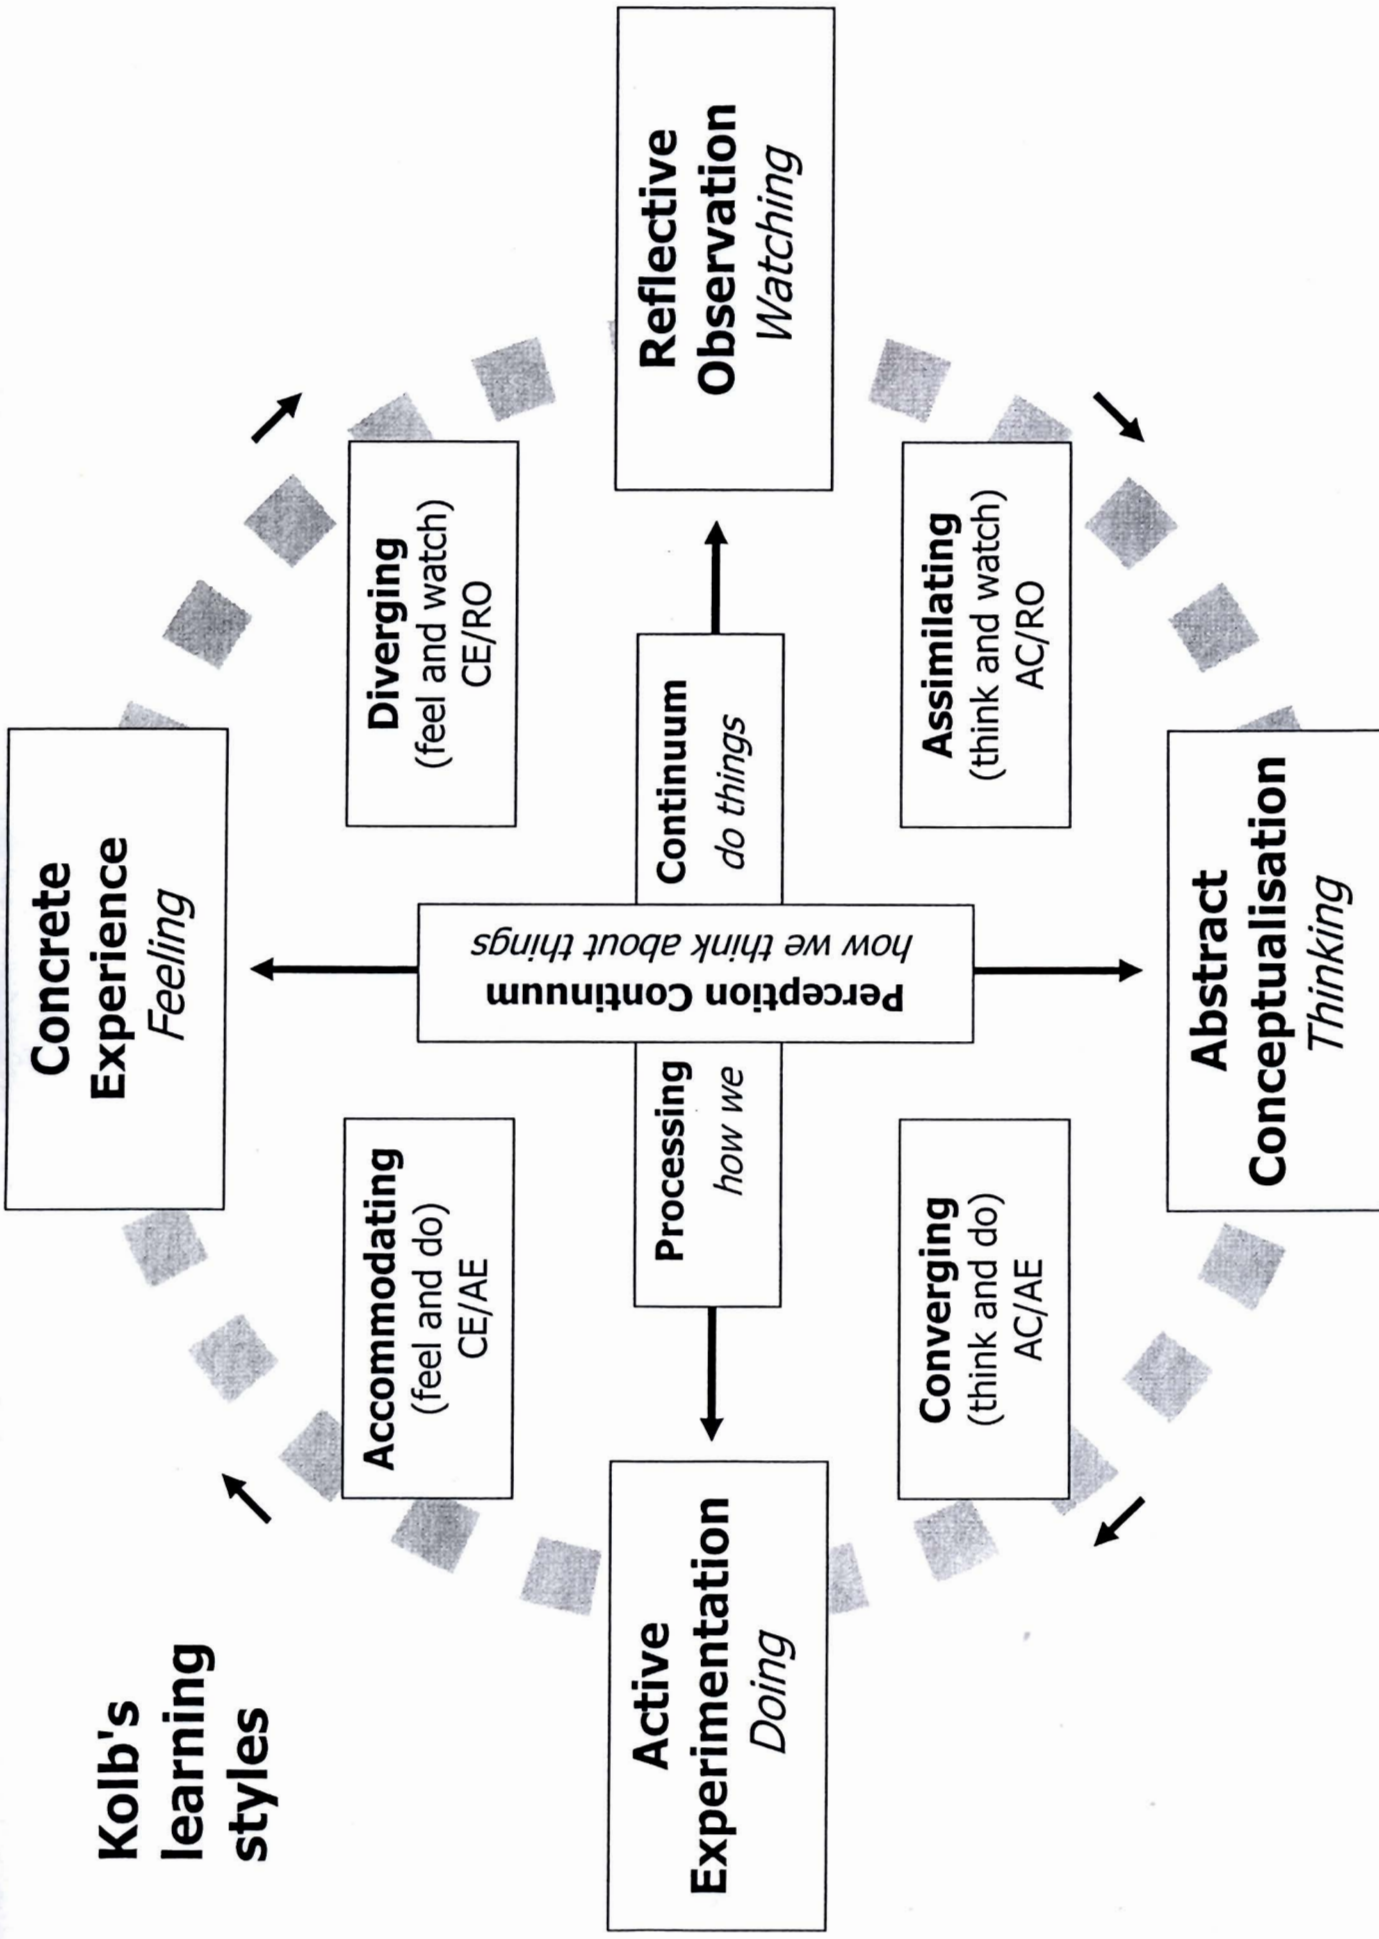 Kolb's
learning
styles
Concrete
Experience
Feeling
Accommodating
(feel and do)
CE/AE
Diverging
(feel and watch)
CE/RO
Active
Experimentation
Doing
Processing
how we
Perception Continuum
how we think about things
Continuum
do things
Reflective
Observation
Watching
Converging
(think and do)
AC/AE
Assimilating
(think and watch)
AC/RO
Abstract
Conceptualisation
Thinking